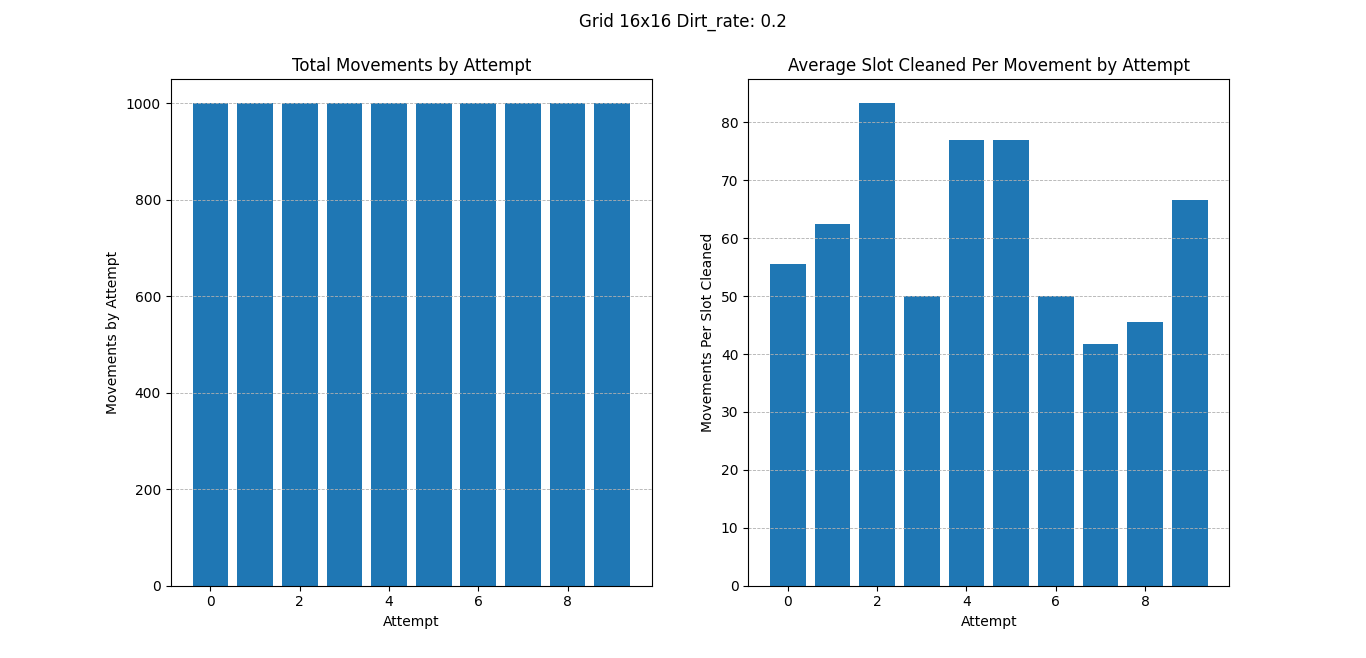 Grid 16x16 Dirt_rate: 0.2
Total Movements by Attempt
1000
800
600
400
200
0
Movements by Attempt
0 2 4 6 8
Attempt
Average Slot Cleaned Per Movement by Attempt
80
70
60
50
40
30
20
10
0
Movements Per Slot Cleaned
0 2 4 6 8
Attempt